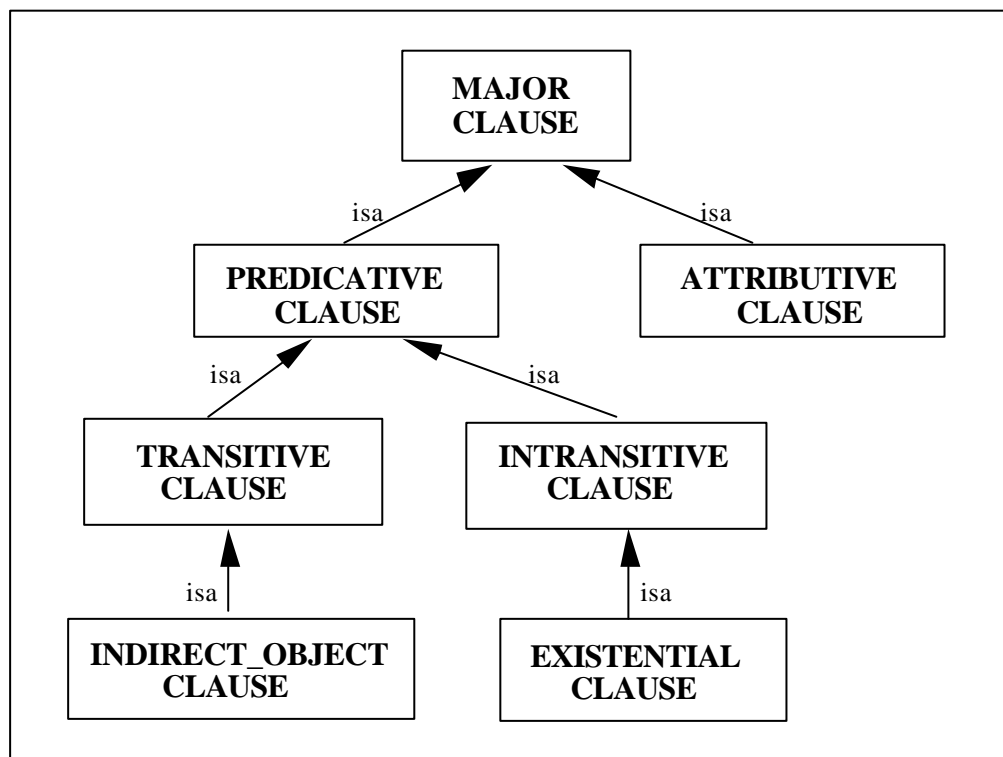 MAJOR
CLAUSE
isa
isa
PREDICATIVE
CLAUSE
ATTRIBUTIVE
CLAUSE
isa
isa
TRANSITIVE
CLAUSE
INTRANSITIVE
CLAUSE
isa
isa
INDIRECT_OBJECT
CLAUSE
EXISTENTIAL
CLAUSE